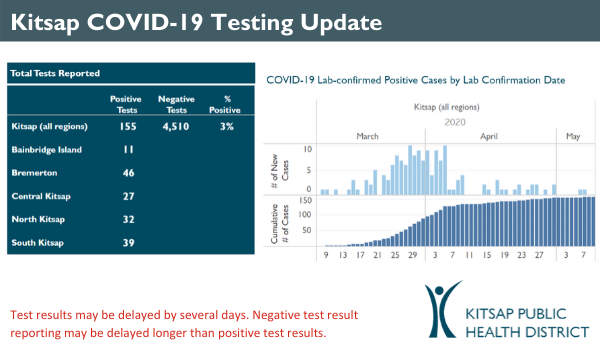 Kitsap COVID-19 Testing Update
Total Tests Reported
Positive Tests Negative Tests % Positive
Kitsap (all regions) 155 4,510 3%
Bainbridge Island 11
Bremerton 46
Central Kitsap 27
North Kitsap 32
South Kitsap 39
COVID-19 Lab-confirmed Positive Cases by Lab Confirmation Date
Kitsap (all regions)
2020
March April May
# of New Cases
10
5
0
Cumulative # of Cases
150
100
50
9 13 17 21 25 29 3 7 11 15 19 23 27 3 7
Test results may be delayed by several days. Negative test result
reporting may be delayed longer than positive test results.
KITSAP PUBLIC
HEALTH DISTRICT